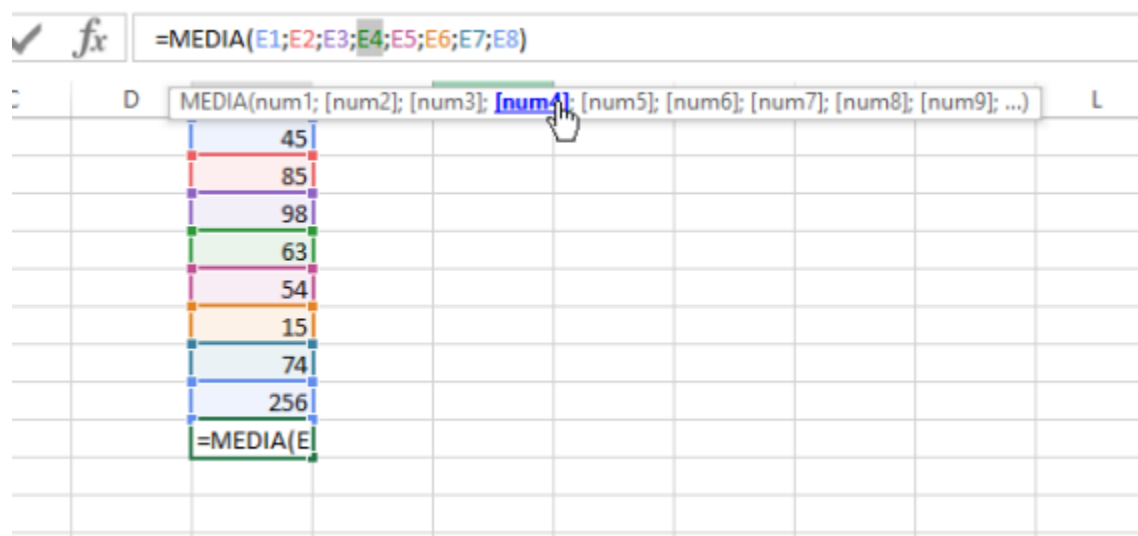 fx =MEDIA(E1;E2;E3;E4;E5;E6;E7;E8)
D MEDIA(num1; [num2]; [num3]; [num4]; [num5]; [num6]; [num7]; [num8]; [num9]; ...) L
45
85
98
63
54
15
74
256
=MEDIA(E